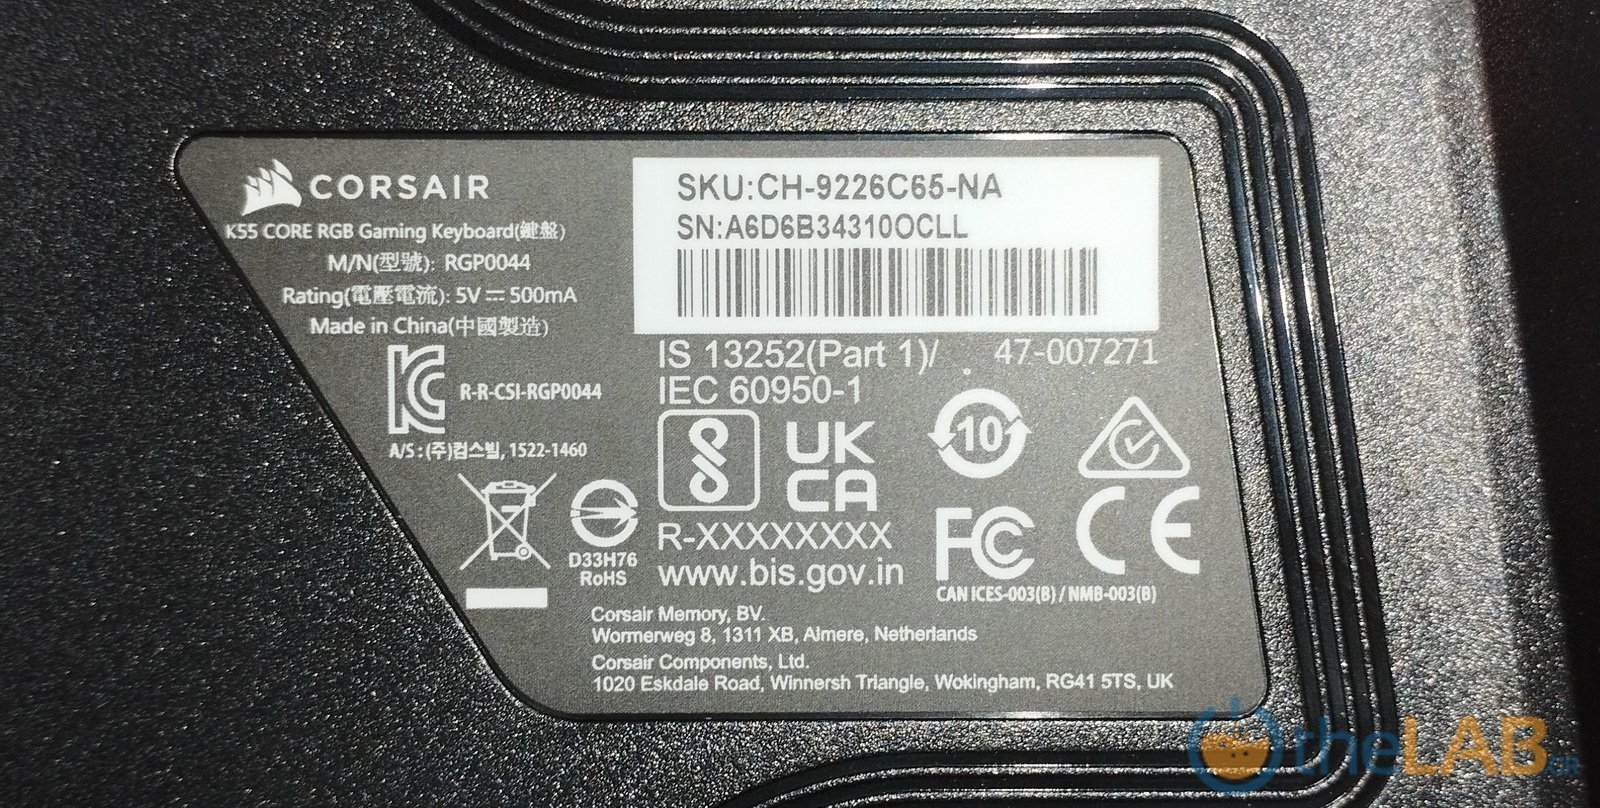 CORSAIR
K55 CORE RGB Gaming Keyboard(鍵盤)
M/N(型號): RGP0044
Rating(電壓電流): 5V ⎓ 500mA
Made in China(中國製造)
R-R-CSI-RGP0044
A/S : (주)컴스빌, 1522-1460
D33H76
RoHS
SKU:CH-9226C65-NA
SN:A6D6B34310OCLL
IS 13252(Part 1)/
IEC 60950-1
47-007271
UK
CA
10
R-XXXXXXXX
www.bis.gov.in
FC
CE
CAN ICES-003(B) / NMB-003(B)
Corsair Memory, BV.
Wormerweg 8, 1311 XB, Almere, Netherlands
Corsair Components, Ltd.
1020 Eskdale Road, Winnersh Triangle, Wokingham, RG41 5TS, UK
theLAB.GR